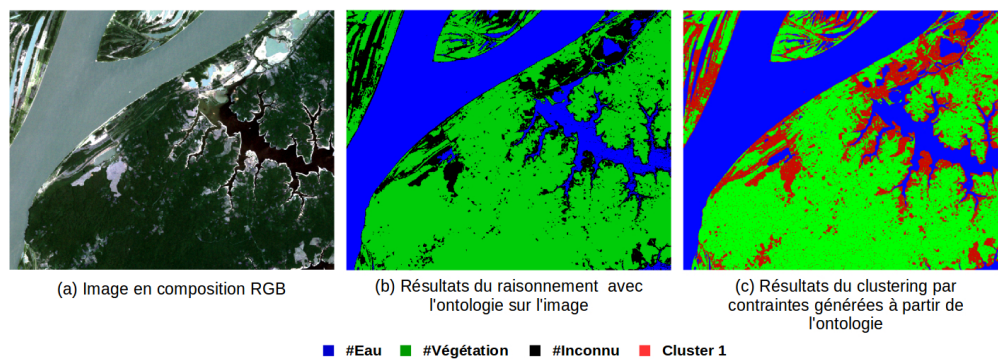 (a) Image en composition RGB
(b) Résultats du raisonnement avec
l'ontologie sur l'image
(c) Résultats du clustering par
contraintes générées à partir de
l'ontologie
#Eau #Végétation #Inconnu Cluster 1